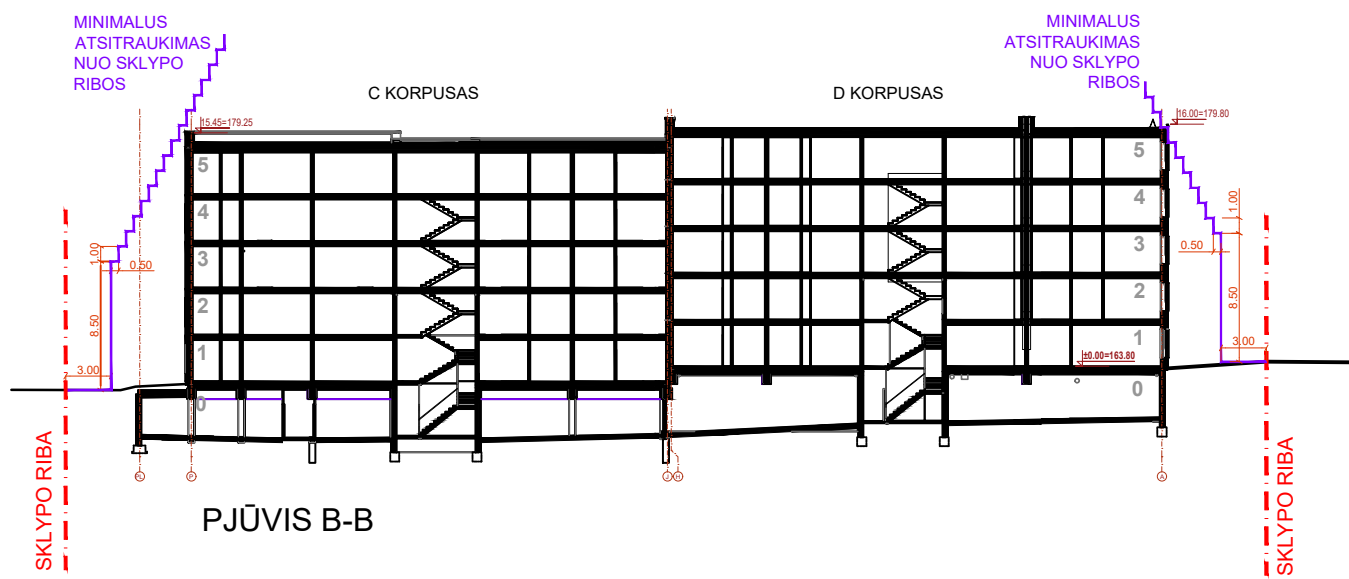 MINIMALUS
ATSITRAUKIMAS
NUO SKLYPO
RIBOS
MINIMALUS
ATSITRAUKIMAS
NUO SKLYPO
RIBOS
C KORPUSAS
D KORPUSAS
15.45=179.25
16.00=179.80
5
4
3
2
1
0
5
4
3
2
1
0
1.00
0.50
8.50
3.00
1.00
0.50
8.50
3.00
±0.00=163.80
P
J
H
A
SKLYPO RIBA
SKLYPO RIBA
PJŪVIS B-B